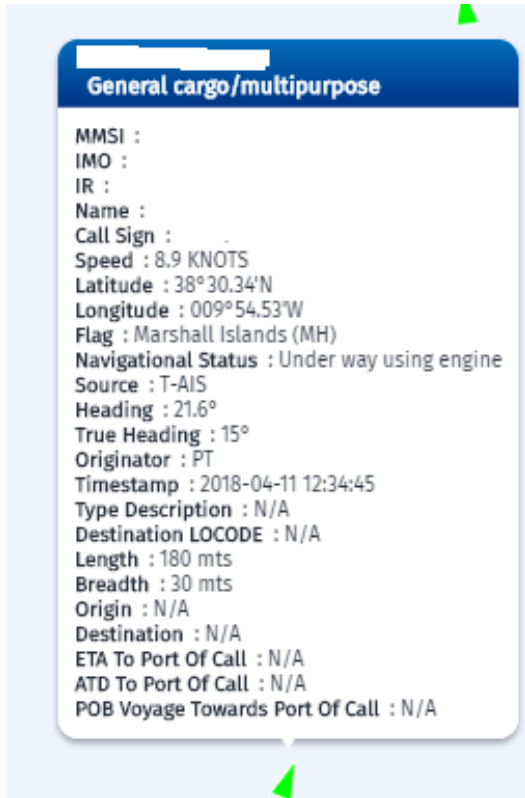 General cargo/multipurpose
MMSI :
IMO :
IR :
Name :
Call Sign :
Speed : 8.9 KNOTS
Latitude : 38°30.34'N
Longitude : 009°54.53'W
Flag : Marshall Islands (MH)
Navigational Status : Under way using engine
Source : T-AIS
Heading : 21.6°
True Heading : 15°
Originator : PT
Timestamp : 2018-04-11 12:34:45
Type Description : N/A
Destination LOCODE : N/A
Length : 180 mts
Breadth : 30 mts
Origin : N/A
Destination : N/A
ETA To Port Of Call : N/A
ATD To Port Of Call : N/A
POB Voyage Towards Port Of Call : N/A